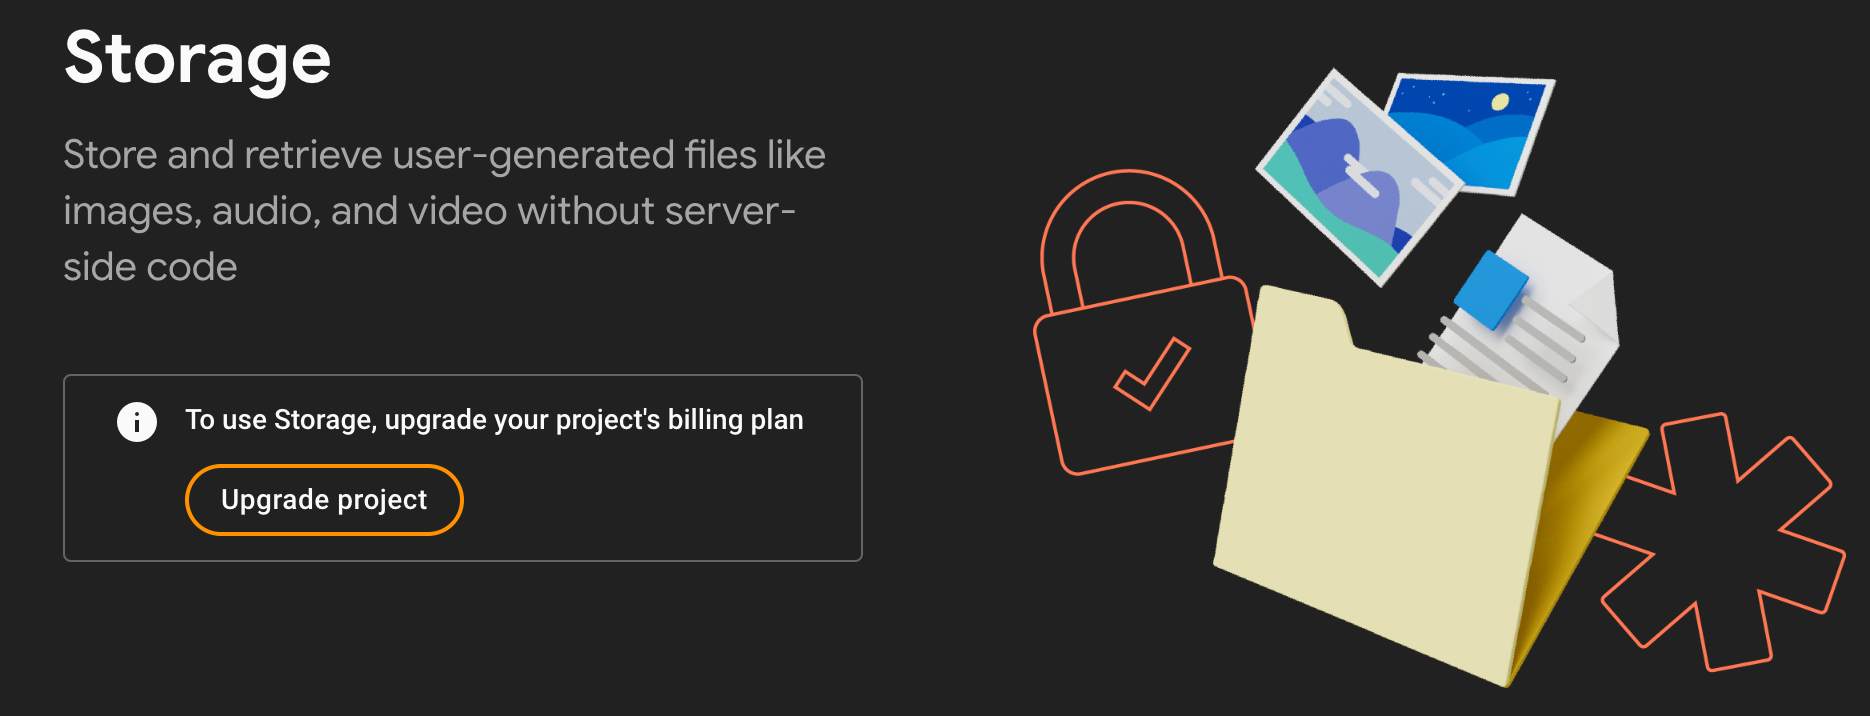 Storage
Store and retrieve user-generated files like
images, audio, and video without server-
side code
To use Storage, upgrade your project's billing plan
Upgrade project